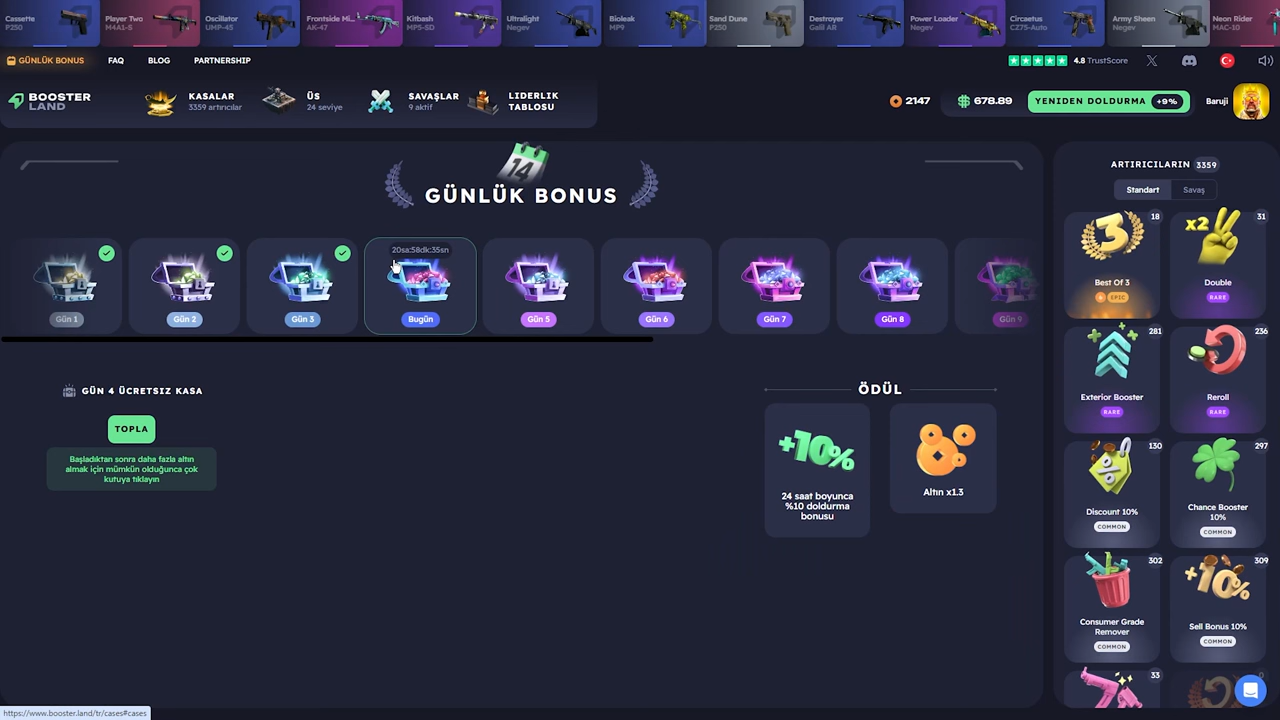 Cassette
P250
Player Two
M4A1-S
Oscillator
UMP-45
Frontside Mi...
AK-47
Kitbash
MP5-SD
Ultralight
Negev
Bioleak
MP9
Sand Dune
P250
Destroyer
Galil AR
Power Loader
Negev
Circaetus
CZ75-Auto
Army Sheen
Negev
Neon Rider
MAC-10
GÜNLÜK BONUS
FAQ
BLOG
PARTNERSHIP
4.8 TrustScore
BOOSTER
LAND
KASALAR
3359 artırıcılar
ÜS
24 seviye
SAVAŞLAR
9 aktif
LIDERLIK
TABLOSU
2147
678.89
YENIDEN DOLDURMA +9%
Baruji
14
GÜNLÜK BONUS
Gün 1
Gün 2
Gün 3
20sa:58dk:35sn
Bugün
Gün 5
Gün 6
Gün 7
Gün 8
Gün 9
GÜN 4 ÜCRETSIZ KASA
TOPLA
Başladıktan sonra daha fazla altın
almak için mümkün olduğunca çok
kutuya tıklayın
ÖDÜL
+10%
24 saat boyunca
%10 doldurma
bonusu
Altın x1.3
ARTIRICILARIN 3359
Standart
Savaş
18
3
Best Of 3
EPIC
31
x2
Double
RARE
281
Exterior Booster
RARE
236
Reroll
RARE
130
%
Discount 10%
COMMON
297
Chance Booster
10%
COMMON
302
Consumer Grade
Remover
COMMON
309
+10%
Sell Bonus 10%
COMMON
33
https://www.booster.land/tr/cases#cases